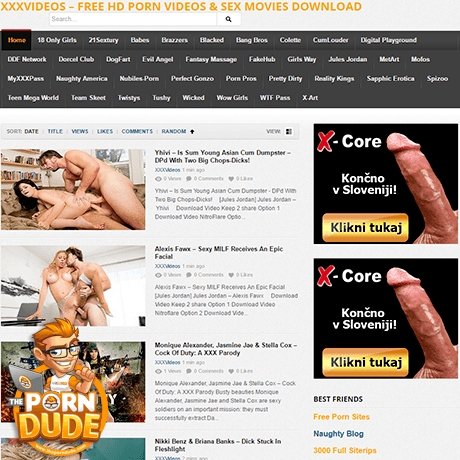 XXXVIDEOS – FREE HD PORN VIDEOS & SEX MOVIES DOWNLOAD
Search...
Home 18 Only Girls 21Sextury Babes Brazzers Blacked Bang Bros Colette CumLouder Digital Playground
DDF Network Dorcel Club DogFart Evil Angel Fantasy Massage FakeHub Girls Way Jules Jordan MetArt Mofos
MyXXXPass Naughty America Nubiles-Porn Perfect Gonzo Porn Pros Pretty Dirty Reality Kings Sapphic Erotica Spizoo
Teen Mega World Team Skeet Twistys Tushy Wicked Wow Girls WTF Pass X-Art
SORT: DATE | TITLE | VIEWS | LIKES | COMMENTS | RANDOM VIEW:
Yhivi – Is Sum Young Asian Cum Dumpster –
DPd With Two Big Chops-Dicks!
XXXVideos 1 min ago
0 Views 0 Comments 0 Likes
Yhivi – Is Sum Young Asian Cum Dumpster – DPd
With Two Big Chops-Dicks! [Jules Jordan] Jules Jordan –
Yhivi Download Video Keep 2 share Option 1
Download Video NitroFlare Optio...
Alexis Fawx – Sexy MILF Receives An Epic
Facial
XXXVideos 1 min ago
0 Views 0 Comments 0 Likes
Alexis Fawx – Sexy MILF Receives An Epic Facial
[Jules Jordan] Jules Jordan – Alexis Fawx Download
Video Keep 2 share Option 1 Download Video
Nitroflare Option 2 Download Vide...
Monique Alexander, Jasmine Jae & Stella Cox –
Cock Of Duty: A XXX Parody
XXXVideos 1 min ago
1 Views 0 Comments 0 Likes
Monique Alexander, Jasmine Jae & Stella Cox – Cock
Of Duty: A XXX Parody Busty beauties Monique
Alexander, Jasmine Jae and Stella Cox are sexy
soldiers on an important mission: they must
successfully extract Da...
Nikki Benz & Briana Banks – Dick Stuck In
Fleshlight
X-Core
Končno
v Sloveniji!
Klikni tukaj
X-Core
Končno
v Sloveniji!
Klikni tukaj
BEST FRIENDS
Free Porn Sites
Naughty Blog
3000 Full Siterips
THE
PORN
DUDE